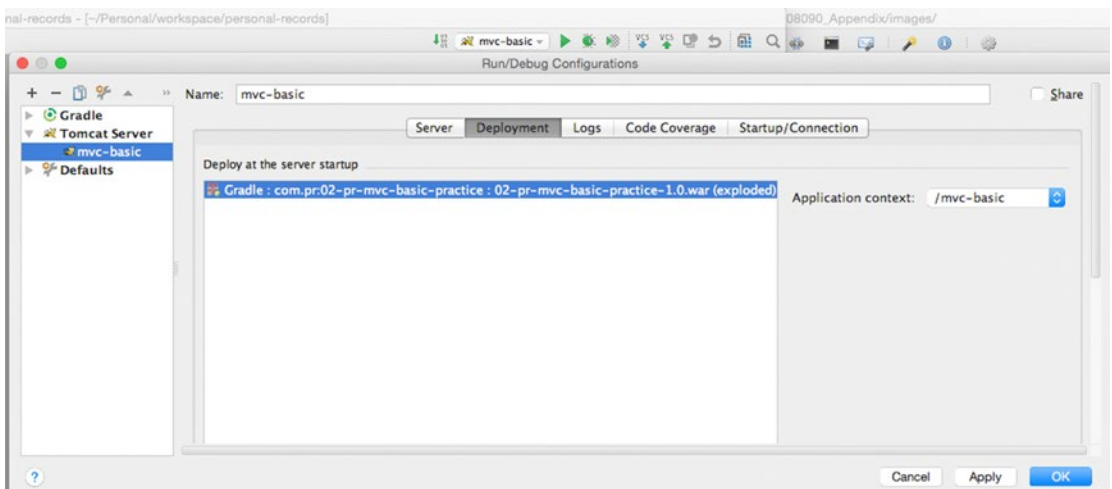 nal-records - [~/Personal/workspace/personal-records]
08090_Appendix/images/
mvc-basic
VCS VCS
Run/Debug Configurations
Name: mvc-basic
Share
Gradle
Tomcat Server
mvc-basic
Defaults
Server Deployment Logs Code Coverage Startup/Connection
Deploy at the server startup
Gradle : com.pr:02-pr-mvc-basic-practice : 02-pr-mvc-basic-practice-1.0.war (exploded)
Application context: /mvc-basic
? Cancel Apply OK